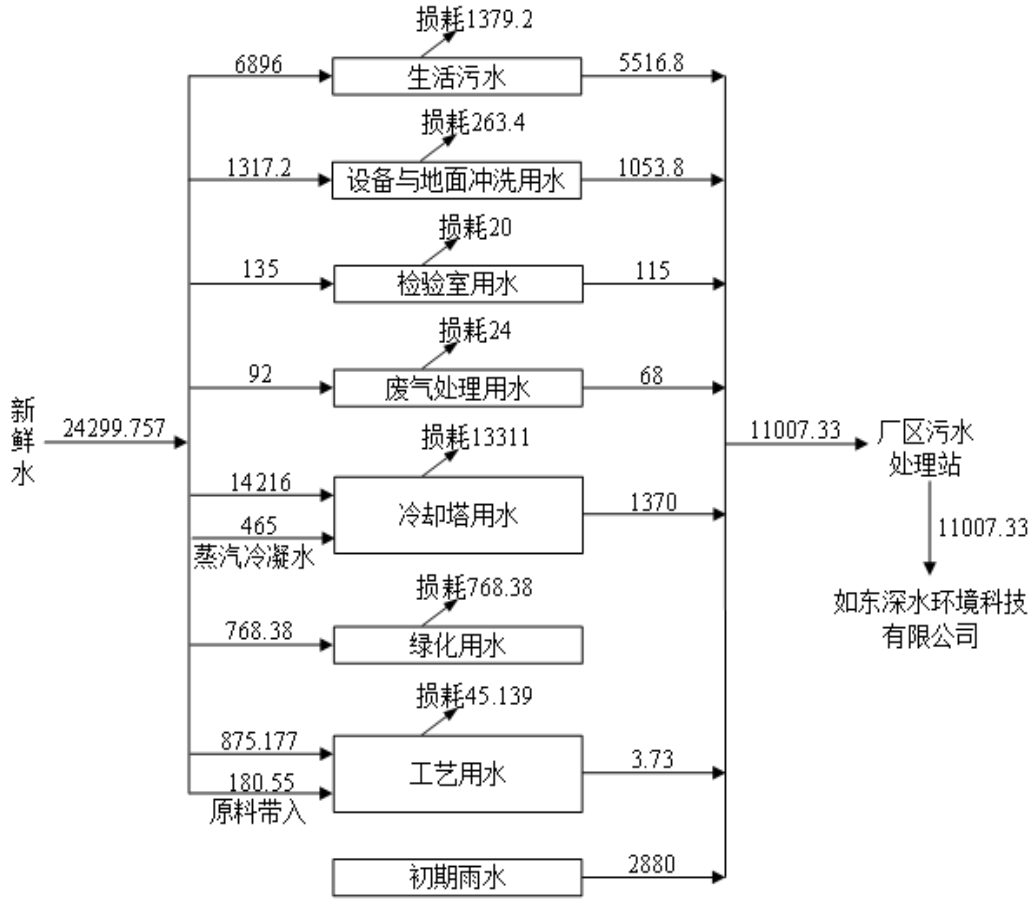 损耗1379.2
6896
生活污水
5516.8
损耗263.4
1317.2
设备与地面冲洗用水
1053.8
损耗20
135
检验室用水
115
损耗24
92
废气处理用水
68
新鲜水
24299.757
损耗13311
14216
465
蒸汽冷凝水
冷却塔用水
1370
11007.33
厂区污水
处理站
11007.33
如东深水环境科技
有限公司
损耗768.38
768.38
绿化用水
损耗45.139
875.177
180.55
原料带入
工艺用水
3.73
初期雨水
2880